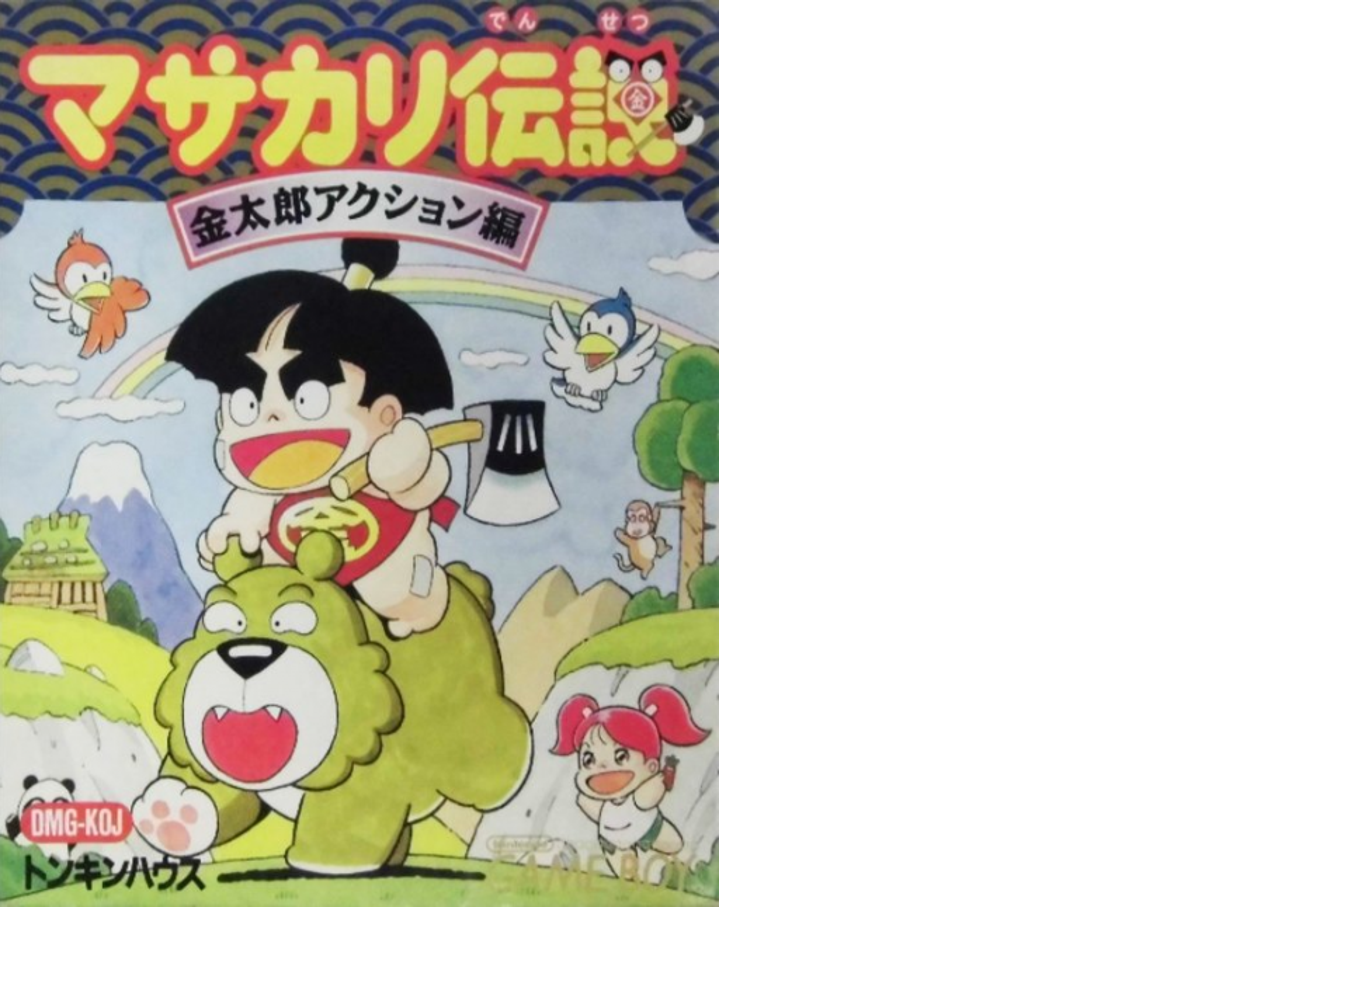 でんせつ
マサカリ伝説
金
金太郎アクション編
金
DMG-KOJ
トンキンハウス
Nintendo
GAME BOY